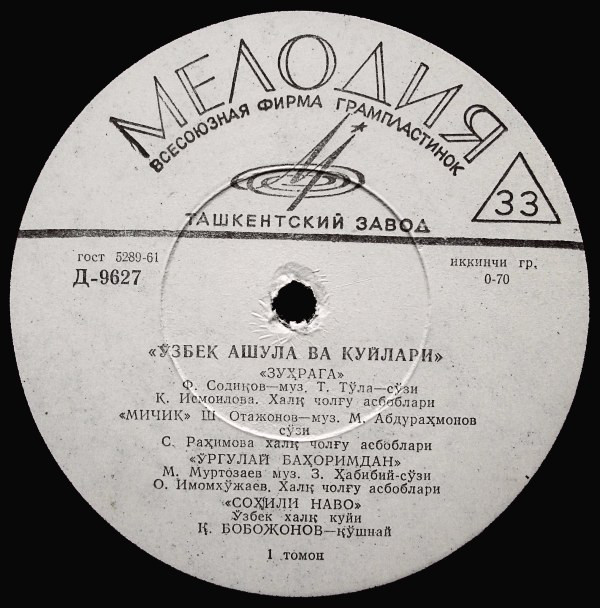 МЕЛОДИЯ
ВСЕСОЮЗНАЯ ФИРМА ГРАМПЛАСТИНОК
33
ТАШКЕНТСКИЙ ЗАВОД
гост 5289-61
Д-9627
иккинчи гр,
0-70
«ЎЗБЕК АШУЛА ВА КУЙЛАРИ»
«ЗУҲРАГА»
Ф. Содиқов—муз. Т. Тўла—сўзи
К. Исмоилова. Халқ чолғу асбоблари
«МИЧИҚ» Ш. Отажонов—муз. М. Абдураҳмонов
сўзи
С. Раҳимова халқ чолғу асбоблари
«ЎРГУЛАЙ БАҲОРИМДАН»
М. Муртозаев муз. З. Ҳабибий-сўзи
О. Имомхўжаев. Халқ чолғу асбоблари
«СОҲИЛИ НАВО»
Ўзбек халқ куйи
Қ. БОБОЖОНОВ—қўшнай
1 томон